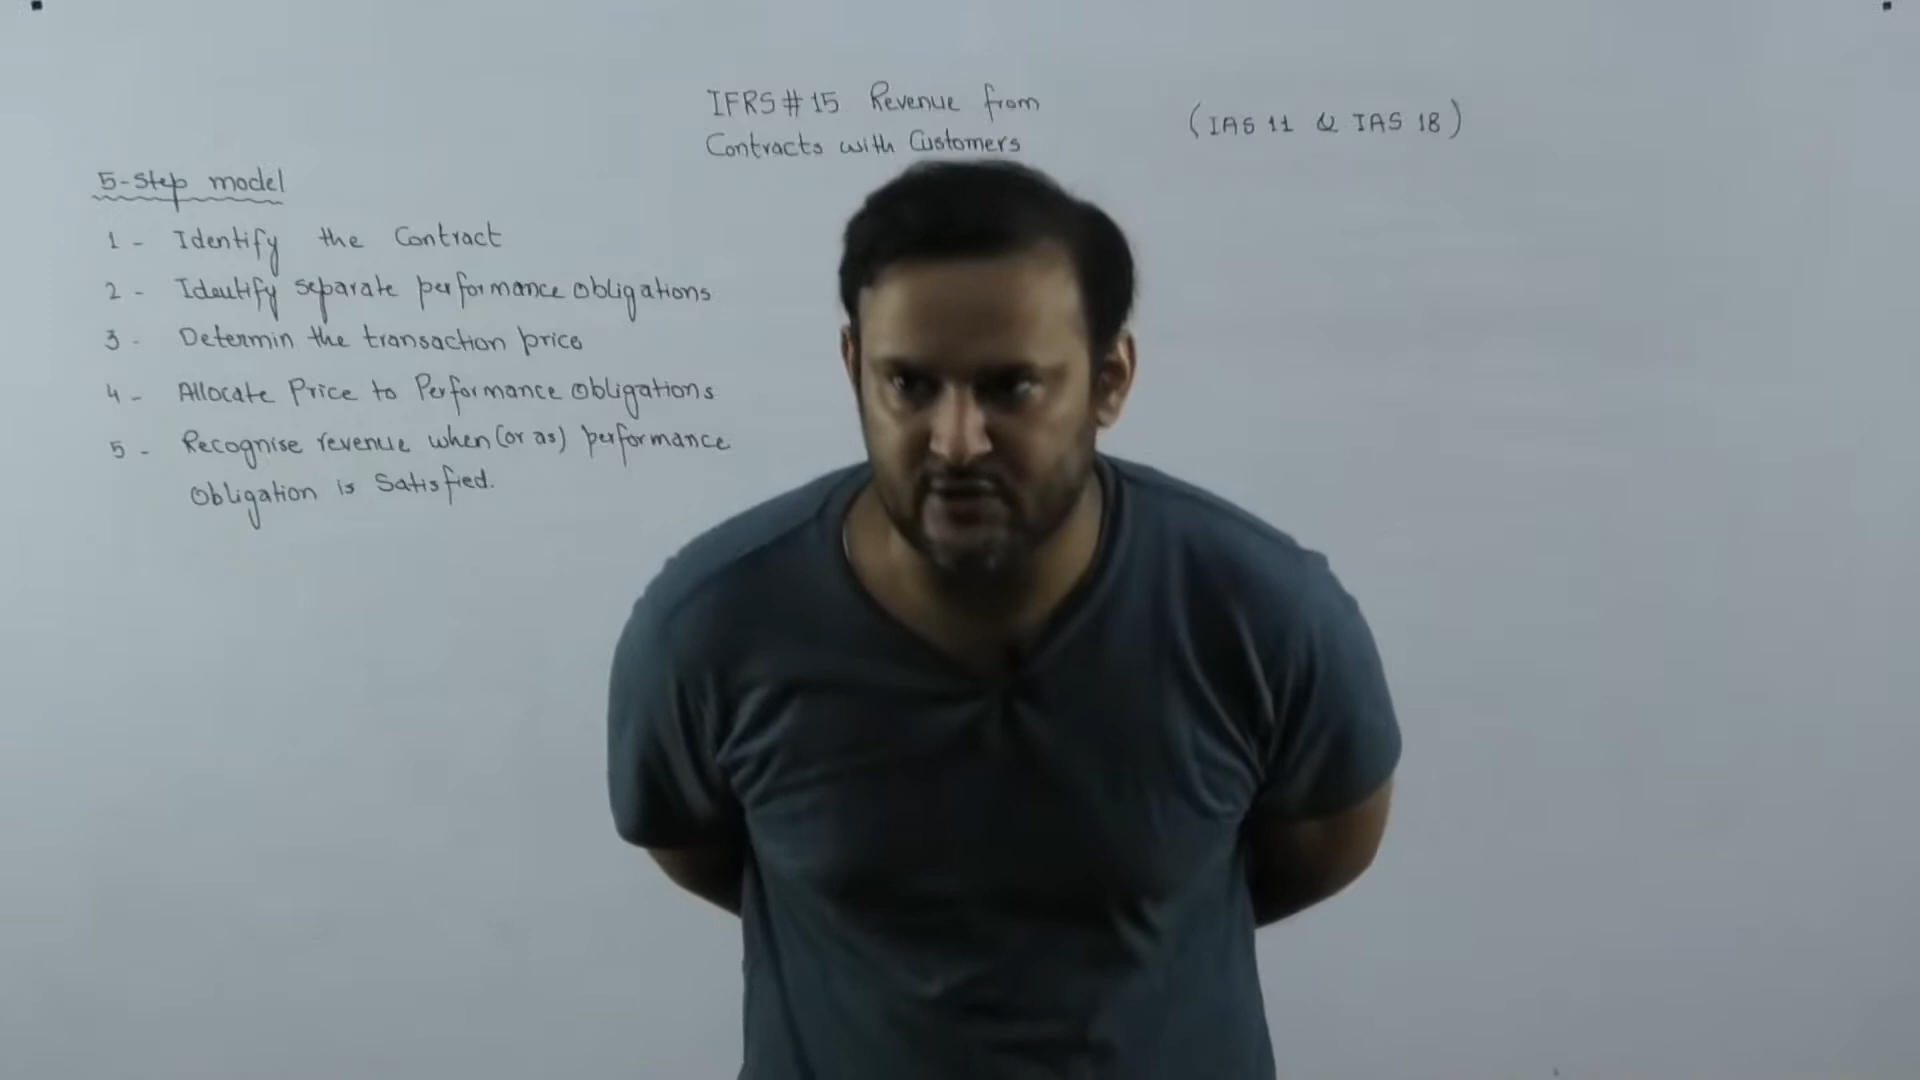 IFRS # 15 Revenue from
Contracts with Customers
(IAS 11 & IAS 18)
5-Step model
1 - Identify the Contract
2 - Identify separate performance obligations
3 - Determin the transaction price
4 - Allocate Price to Performance obligations
5 - Recognise revenue when (or as) performance
obligation is Satisfied.